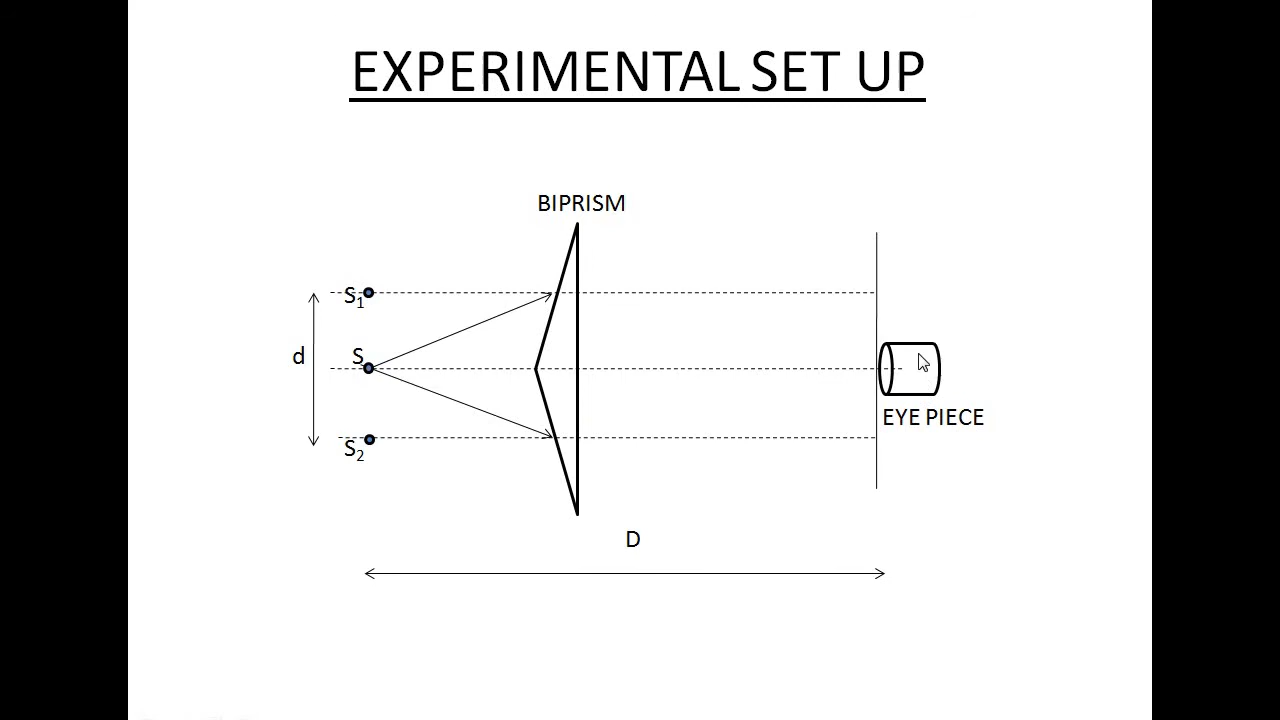 EXPERIMENTAL SET UP
BIPRISM
S₁
d
S
S₂
EYE PIECE
D